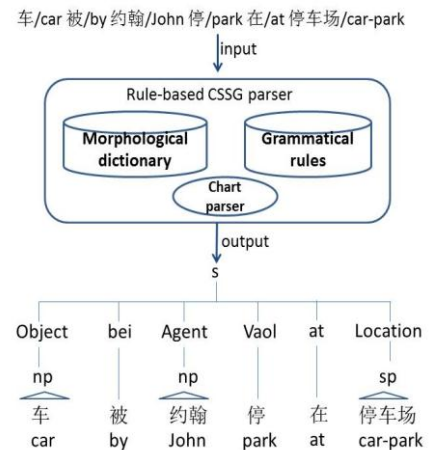 车/car 被/by 约翰/John 停/park 在/at 停车场/car-park
input
Rule-based CSSG parser
Morphological dictionary
Grammatical rules
Chart parser
output
s
Object bei Agent Vaol at Location
np np sp
车 被 约翰 停 在 停车场
car by John park at car-park